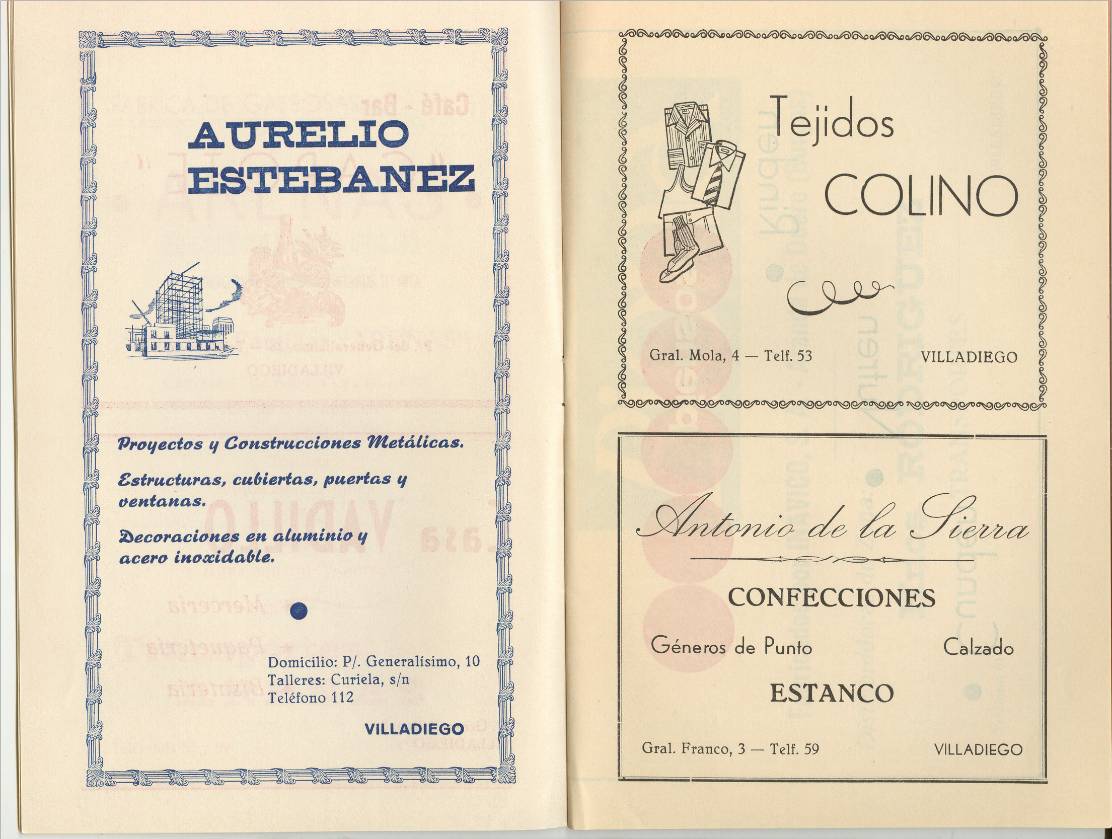 AURELIO
ESTEBANEZ
Proyectos y Construcciones Metálicas.
Estructuras, cubiertas, puertas y
ventanas.
Decoraciones en aluminio y
acero inoxidable.
Domicilio: P/. Generalísimo, 10
Talleres: Curiela, s/n
Teléfono 112
VILLADIEGO
Tejidos
COLINO
Gral. Mola, 4 — Telf. 53 VILLADIEGO
Antonio de la Sierra
CONFECCIONES
Géneros de Punto Calzado
ESTANCO
Gral. Franco, 3 — Telf. 59 VILLADIEGO